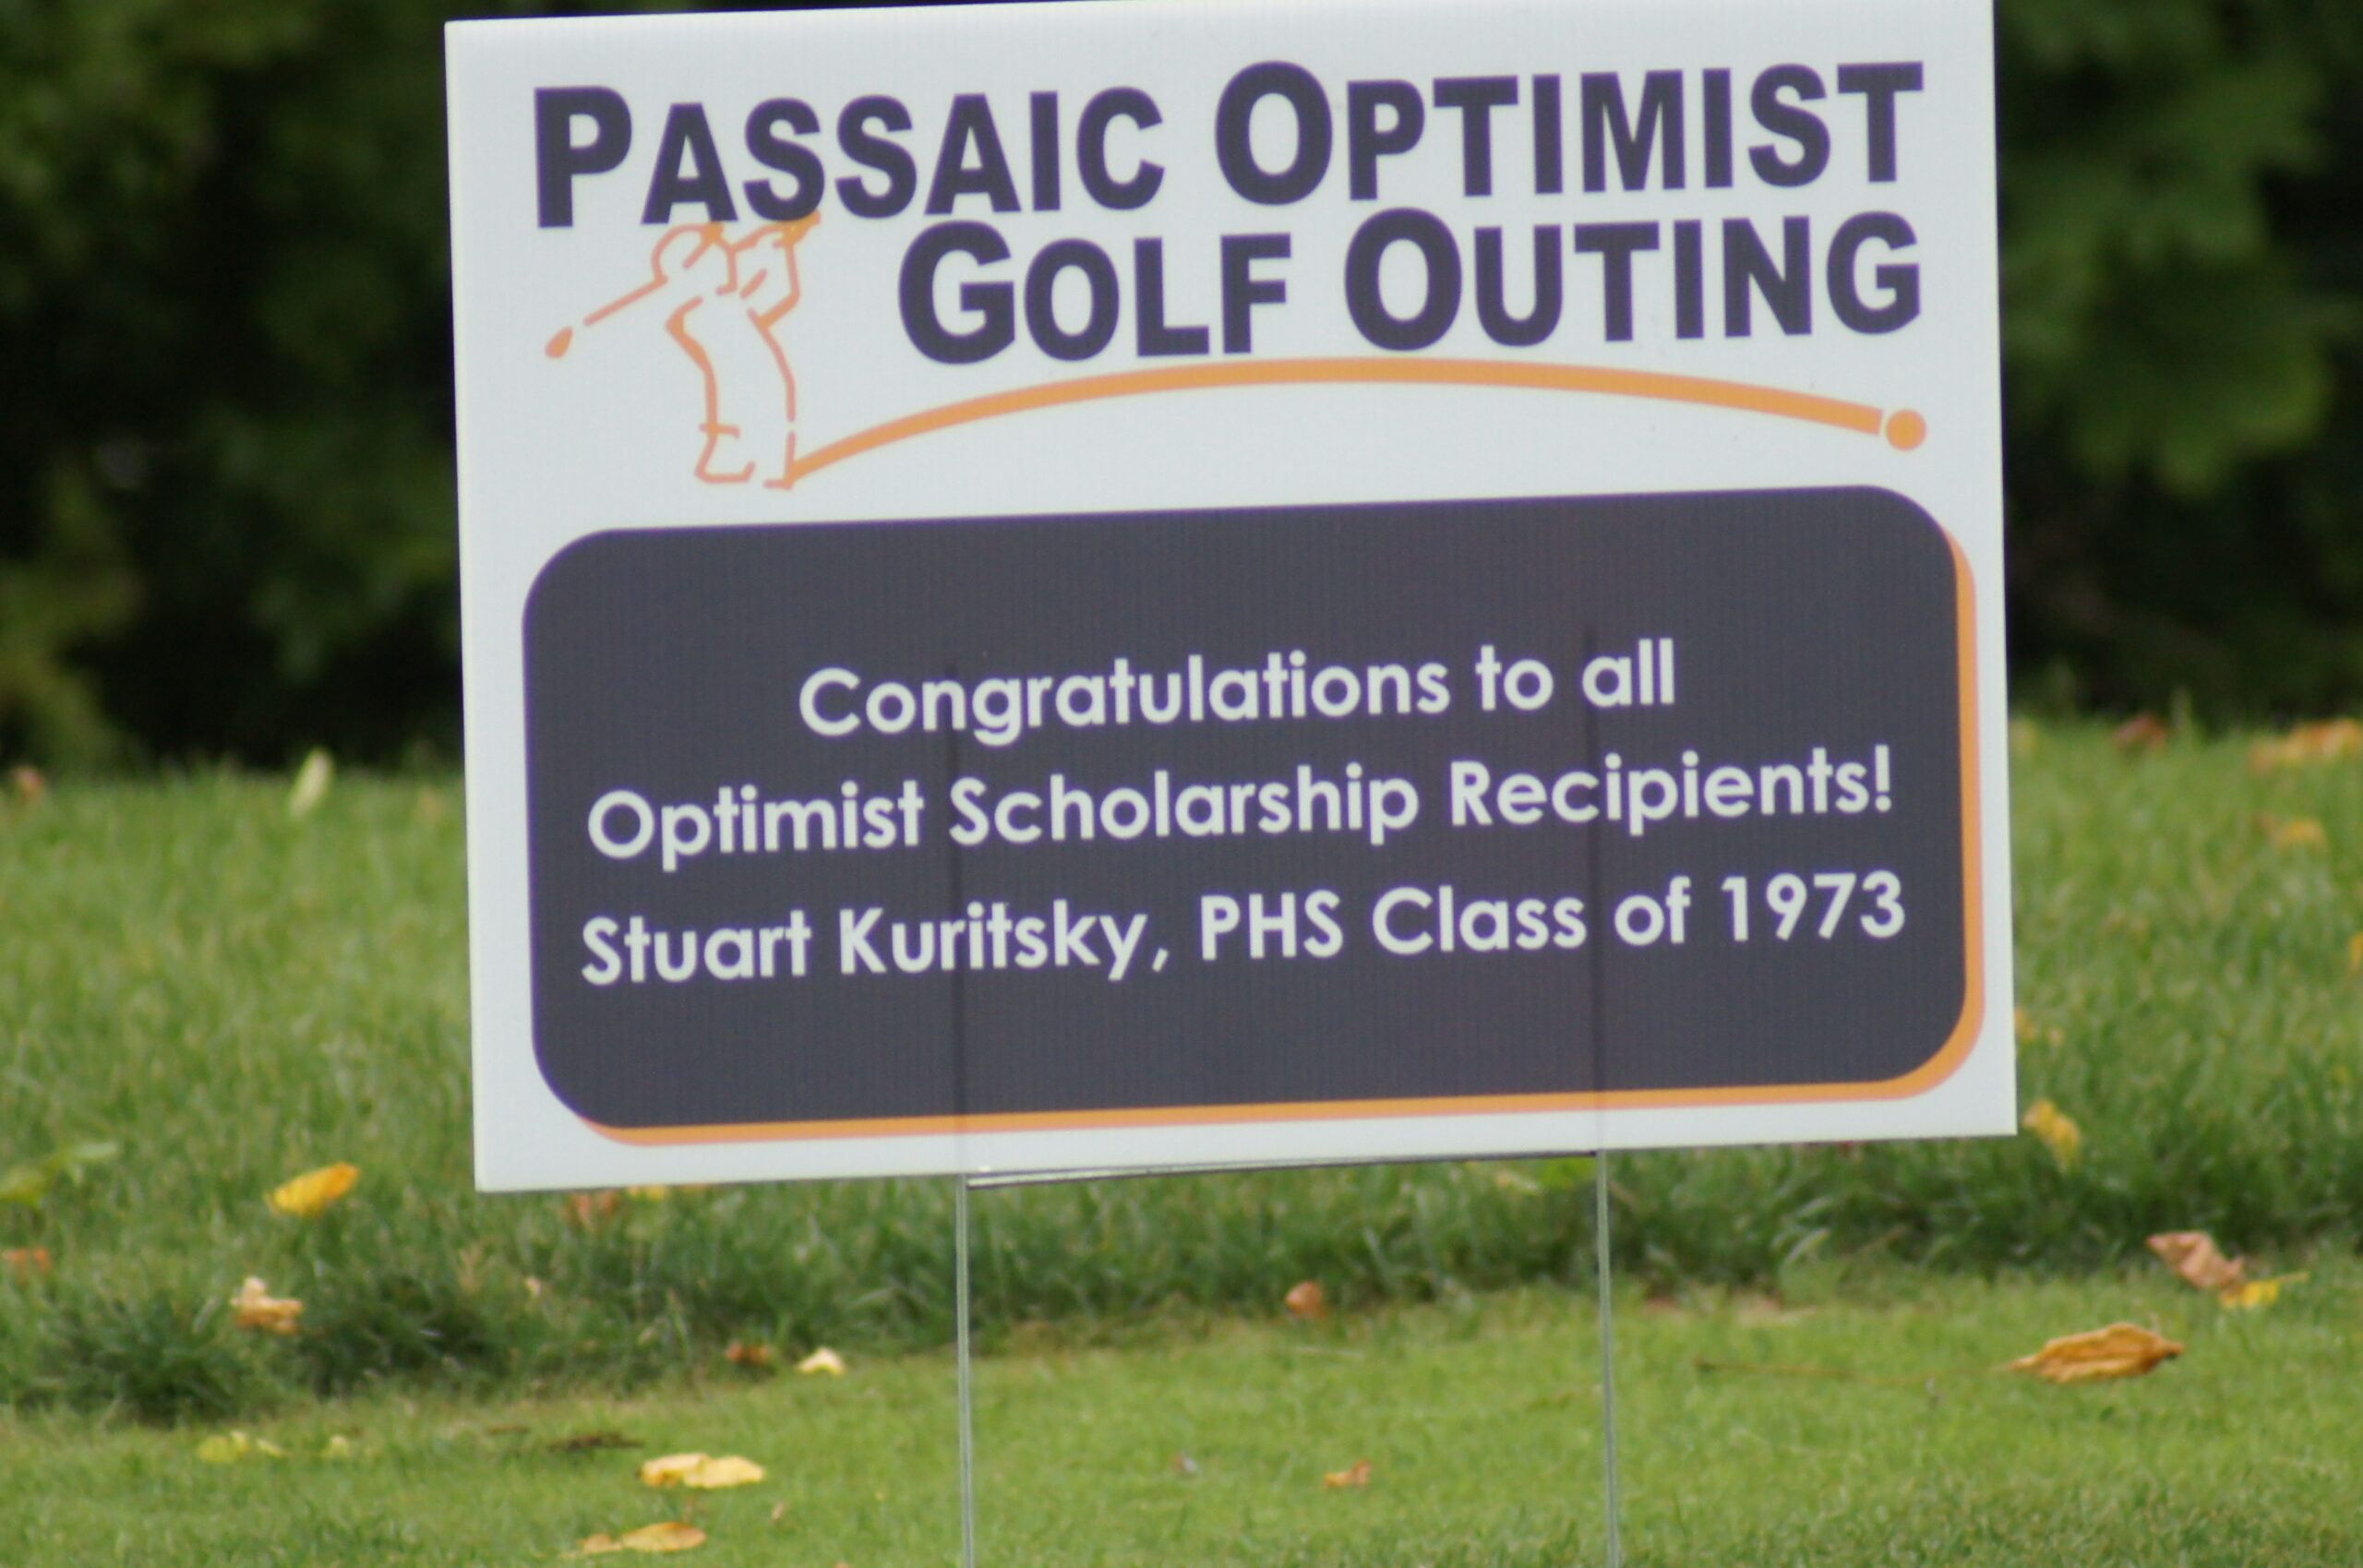 PASSAIC OPTIMIST
GOLF OUTING
Congratulations to all
Optimist Scholarship Recipients!
Stuart Kuritsky, PHS Class of 1973